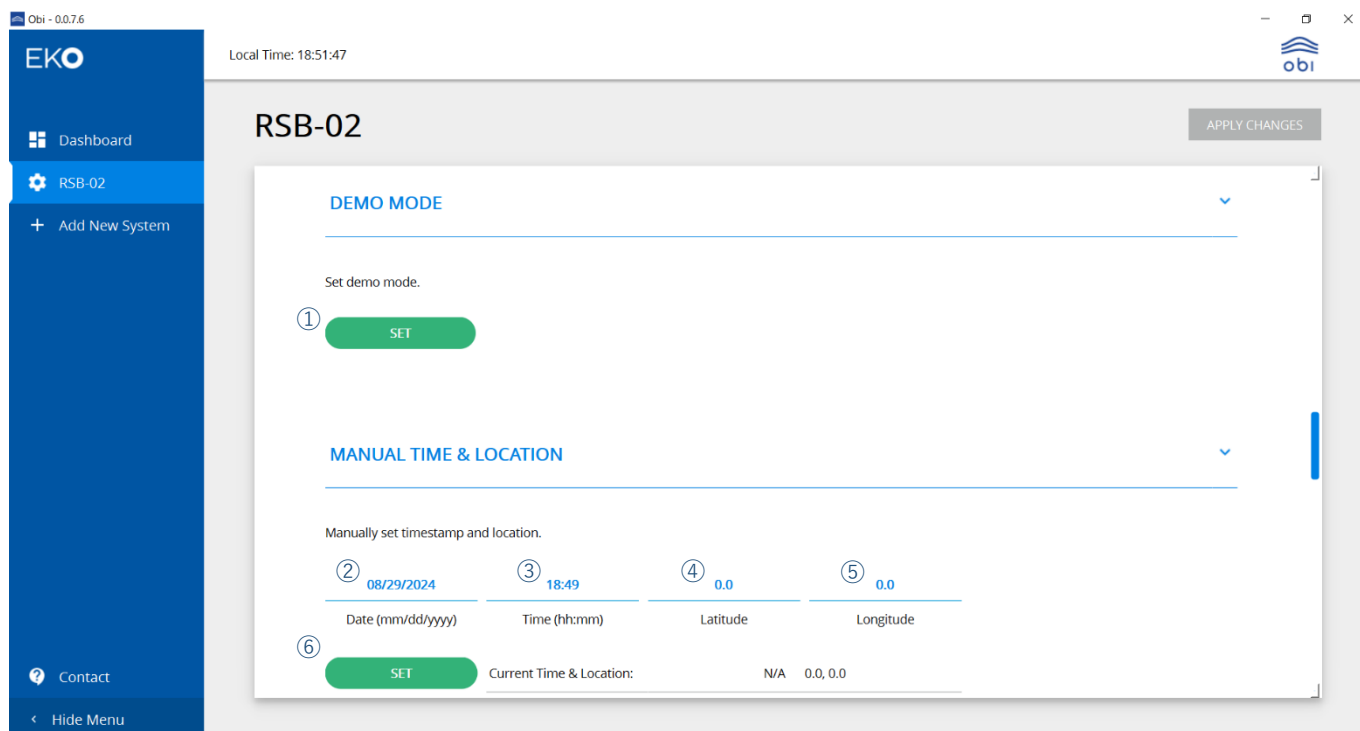 Obi - 0.0.7.6
EKO
Local Time: 18:51:47
obi
RSB-02
APPLY CHANGES
Dashboard
RSB-02
Add New System
DEMO MODE
Set demo mode.
① SET
MANUAL TIME & LOCATION
Manually set timestamp and location.
② 08/29/2024 ③ 18:49 ④ 0.0 ⑤ 0.0
Date (mm/dd/yyyy) Time (hh:mm) Latitude Longitude
⑥ SET Current Time & Location: N/A 0.0, 0.0
Contact
Hide Menu